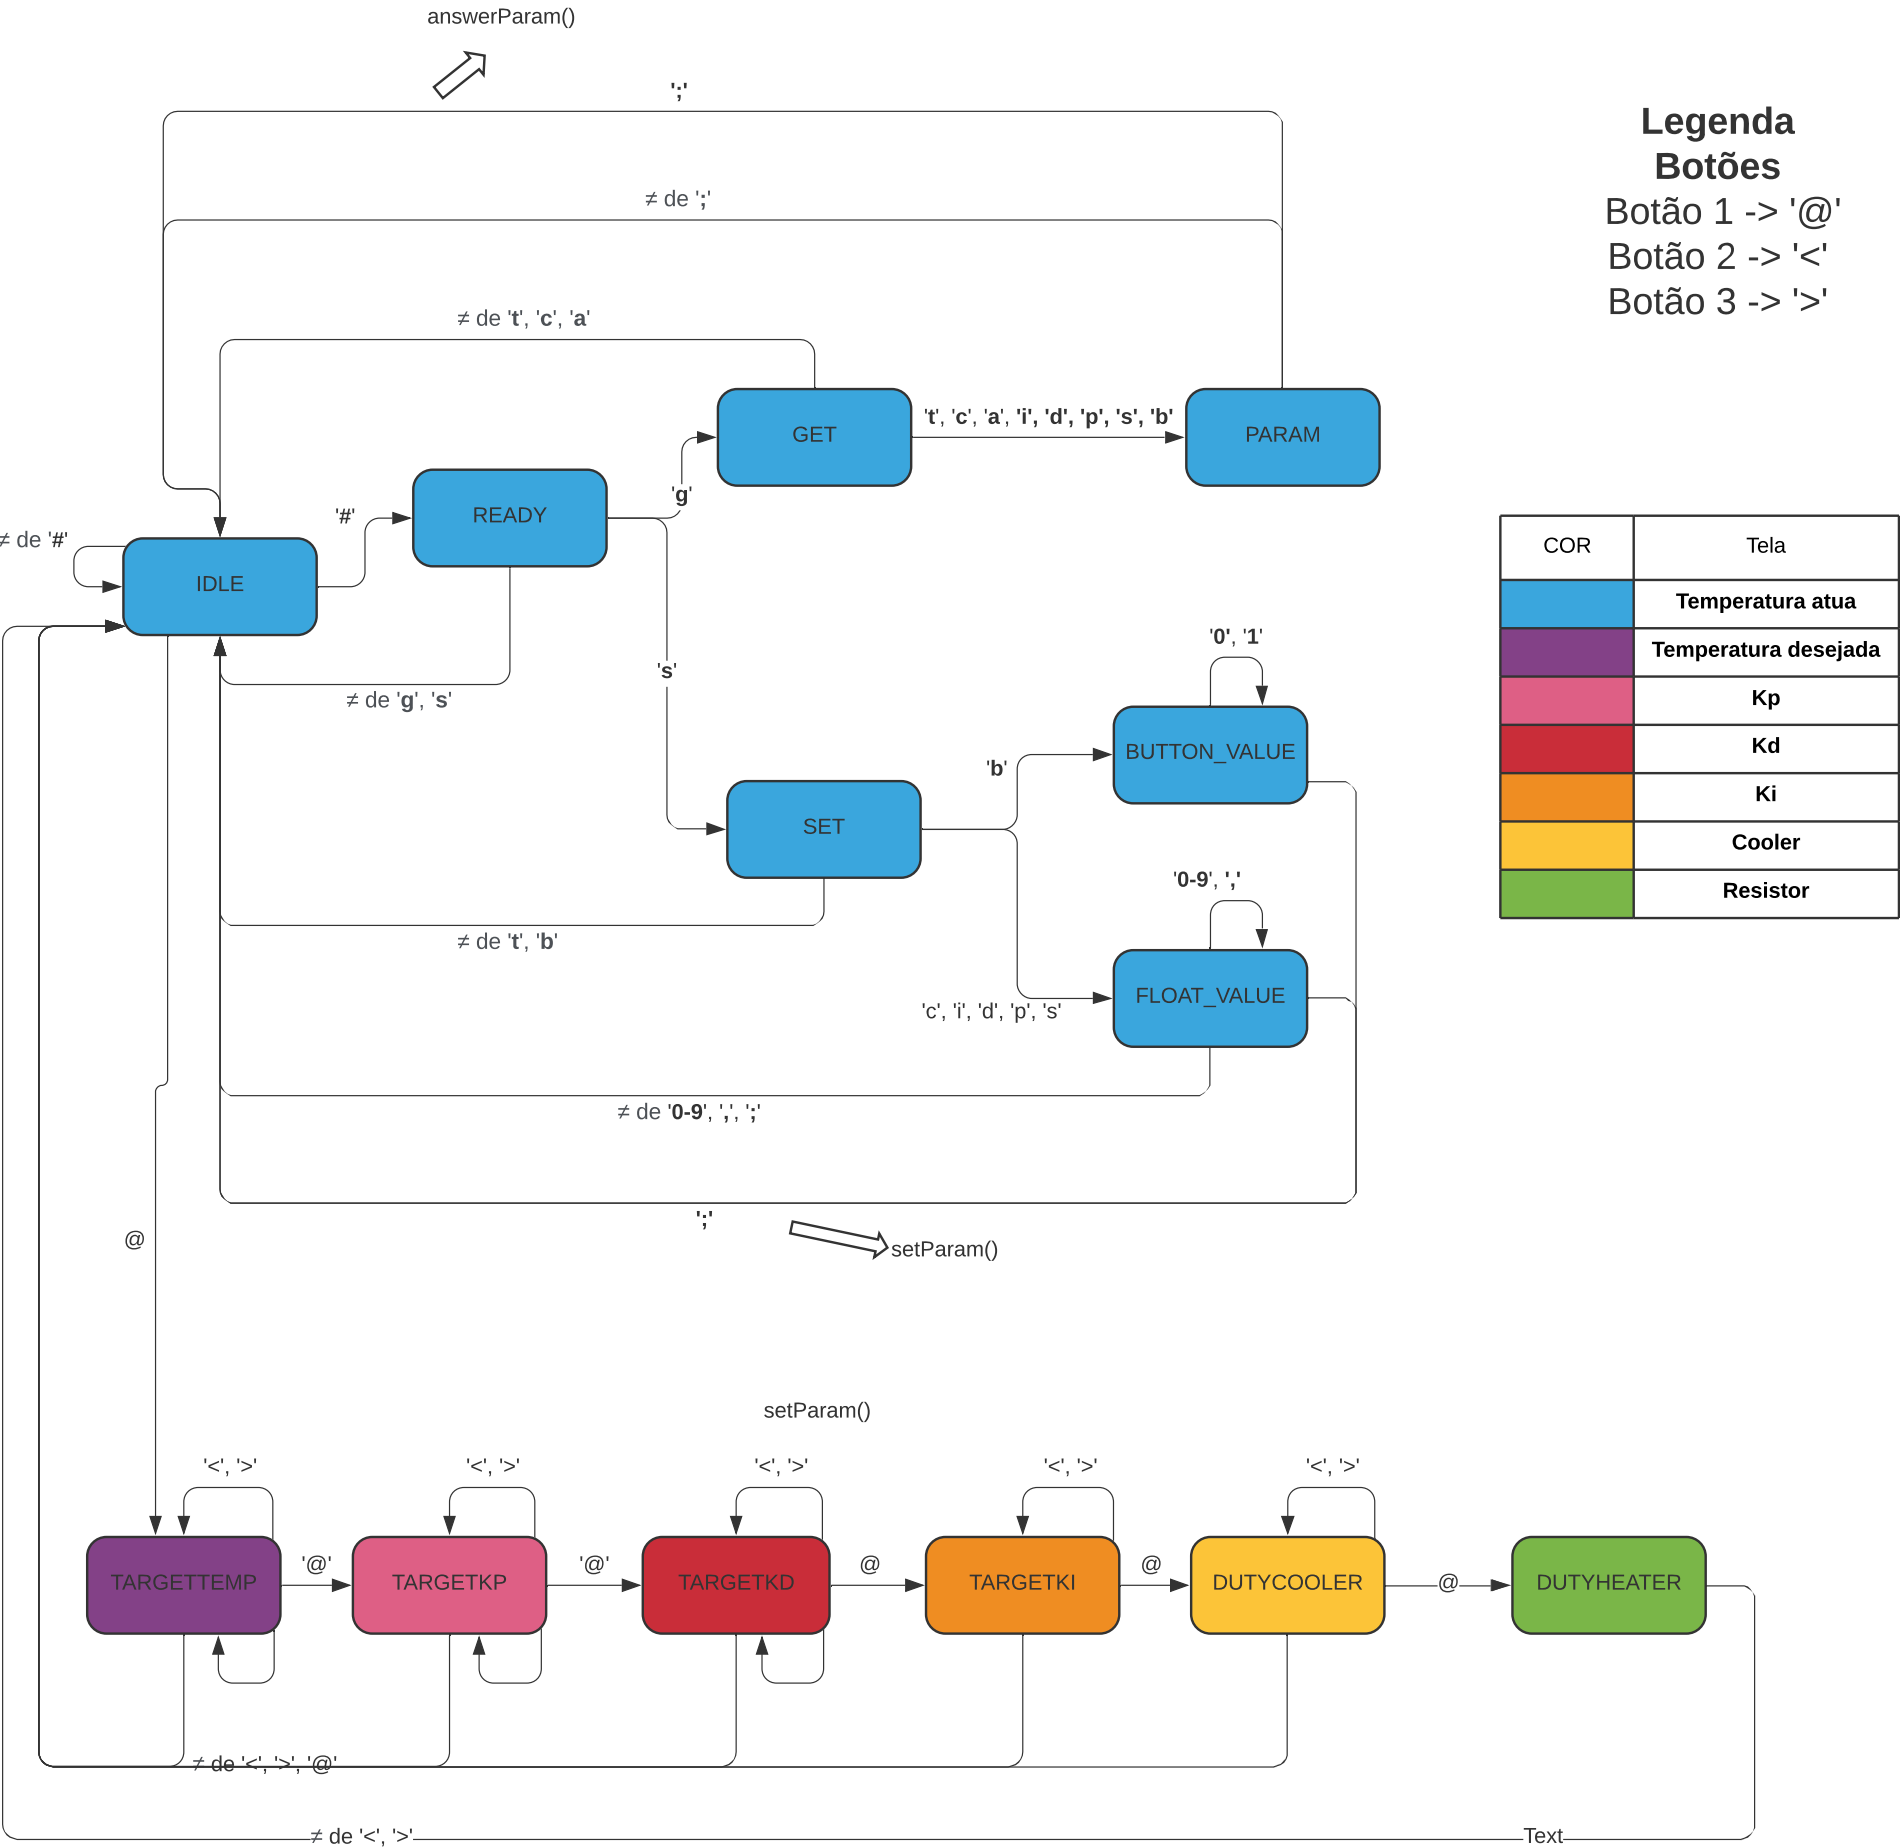 answerParam()
';'
Legenda
Botões
Botão 1 -> '@'
Botão 2 -> '<'
Botão 3 -> '>'
≠ de ';'
≠ de 't', 'c', 'a'
GET
't', 'c', 'a', 'i', 'd', 'p', 's', 'b'
PARAM
'g'
READY
'#'
≠ de '#'
IDLE
COR
Tela
Temperatura atua
Temperatura desejada
Kp
Kd
Ki
Cooler
Resistor
's'
≠ de 'g', 's'
'0', '1'
BUTTON_VALUE
'b'
SET
'0-9', ','
≠ de 't', 'b'
FLOAT_VALUE
'c', 'i', 'd', 'p', 's'
≠ de '0-9', ',', ';'
';'
setParam()
@
setParam()
'<', '>'
'<', '>'
'<', '>'
'<', '>'
'<', '>'
TARGETTEMP
'@'
TARGETKP
'@'
TARGETKD
@
TARGETKI
@
DUTYCOOLER
@
DUTYHEATER
≠ de '<', '>', '@'
≠ de '<', '>'
Text